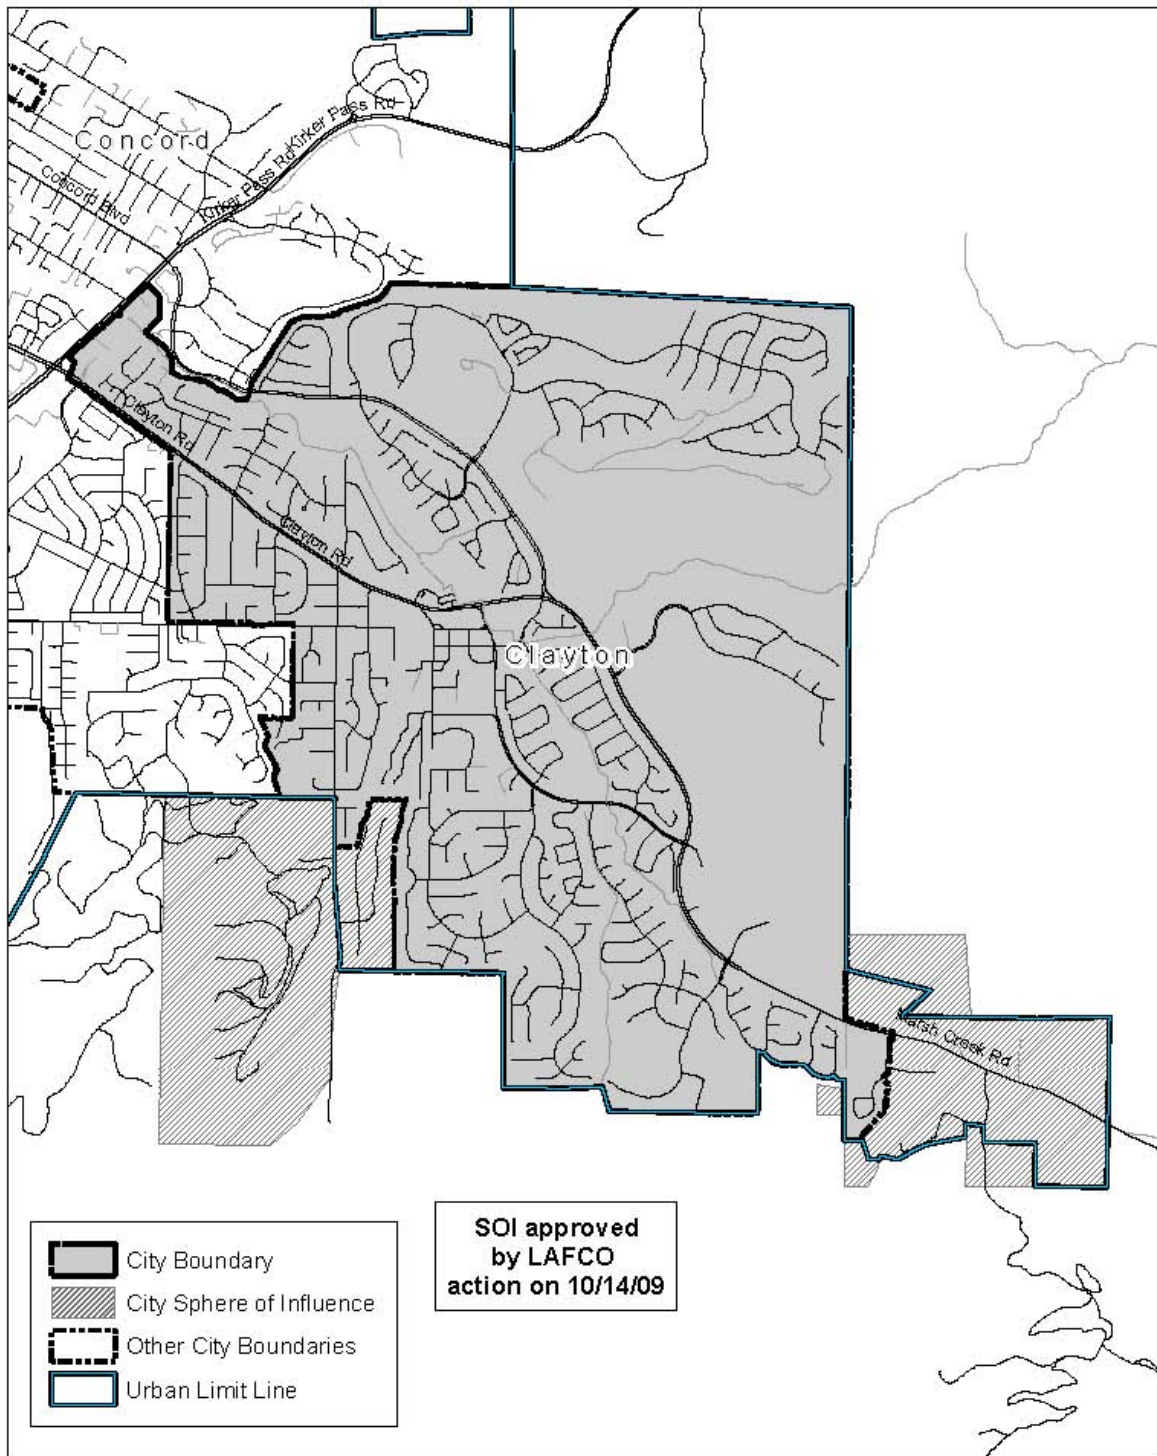 Concord
Kirker Pass Rd
Kirker Pass Rd
Concord Blvd
Clayton Rd
Clayton Rd
Clayton
Marsh Creek Rd
SOI approved
by LAFCO
action on 10/14/09
City Boundary
City Sphere of Influence
Other City Boundaries
Urban Limit Line